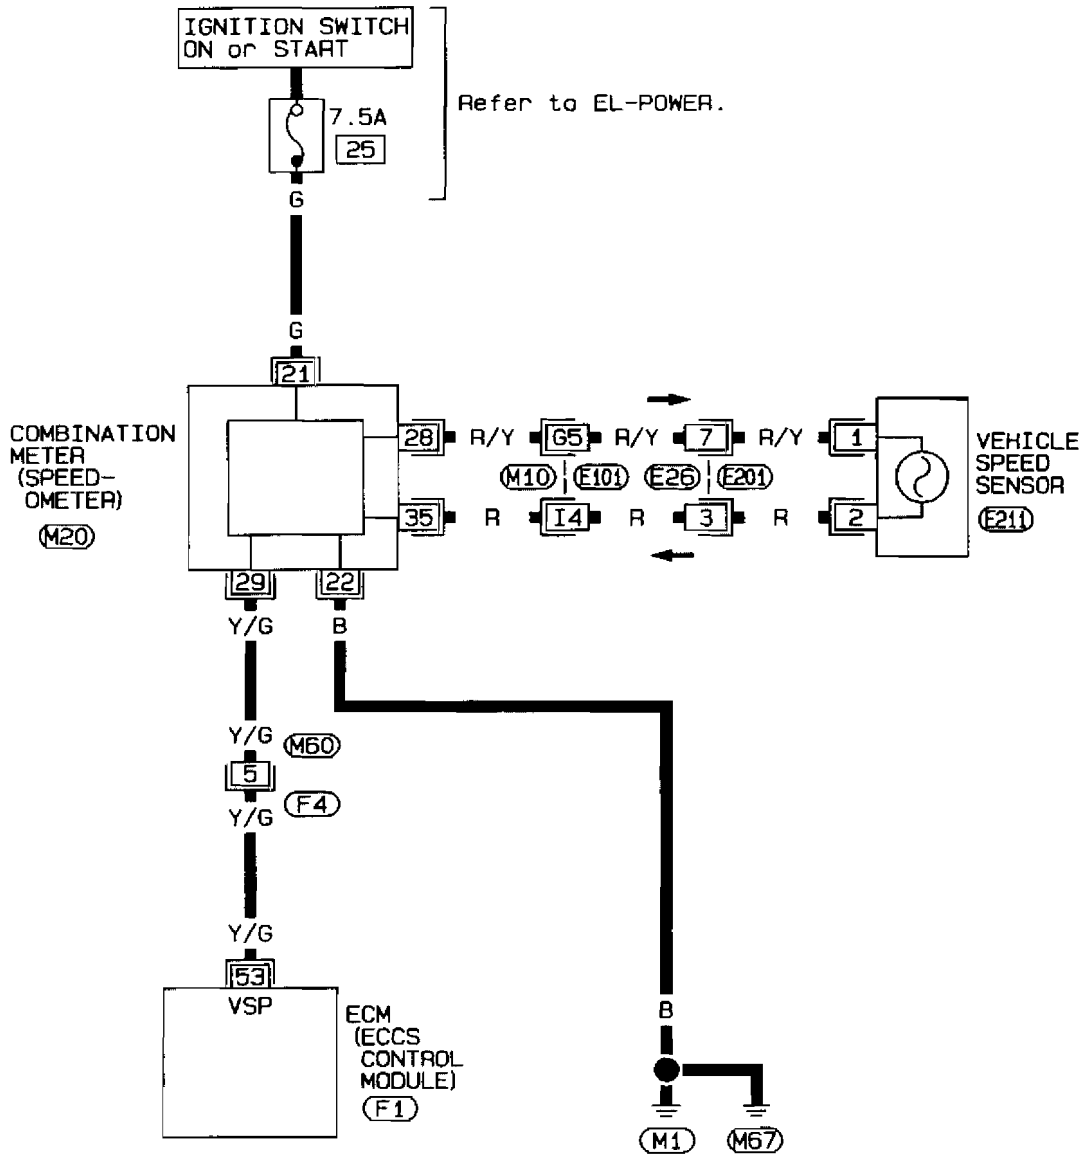 IGNITION SWITCH
ON or START
Refer to EL-POWER.
7.5A
25
G
G
21
COMBINATION
METER
(SPEED-
OMETER)
M20
28 R/Y G5 R/Y 7 R/Y 1
M10 E101 E26 E201
35 R I4 R 3 R 2
VEHICLE
SPEED
SENSOR
E211
29 22
Y/G B
Y/G M60
5
F4
Y/G
Y/G
53
VSP
ECM
(ECCS
CONTROL
MODULE)
F1
B
M1 M67